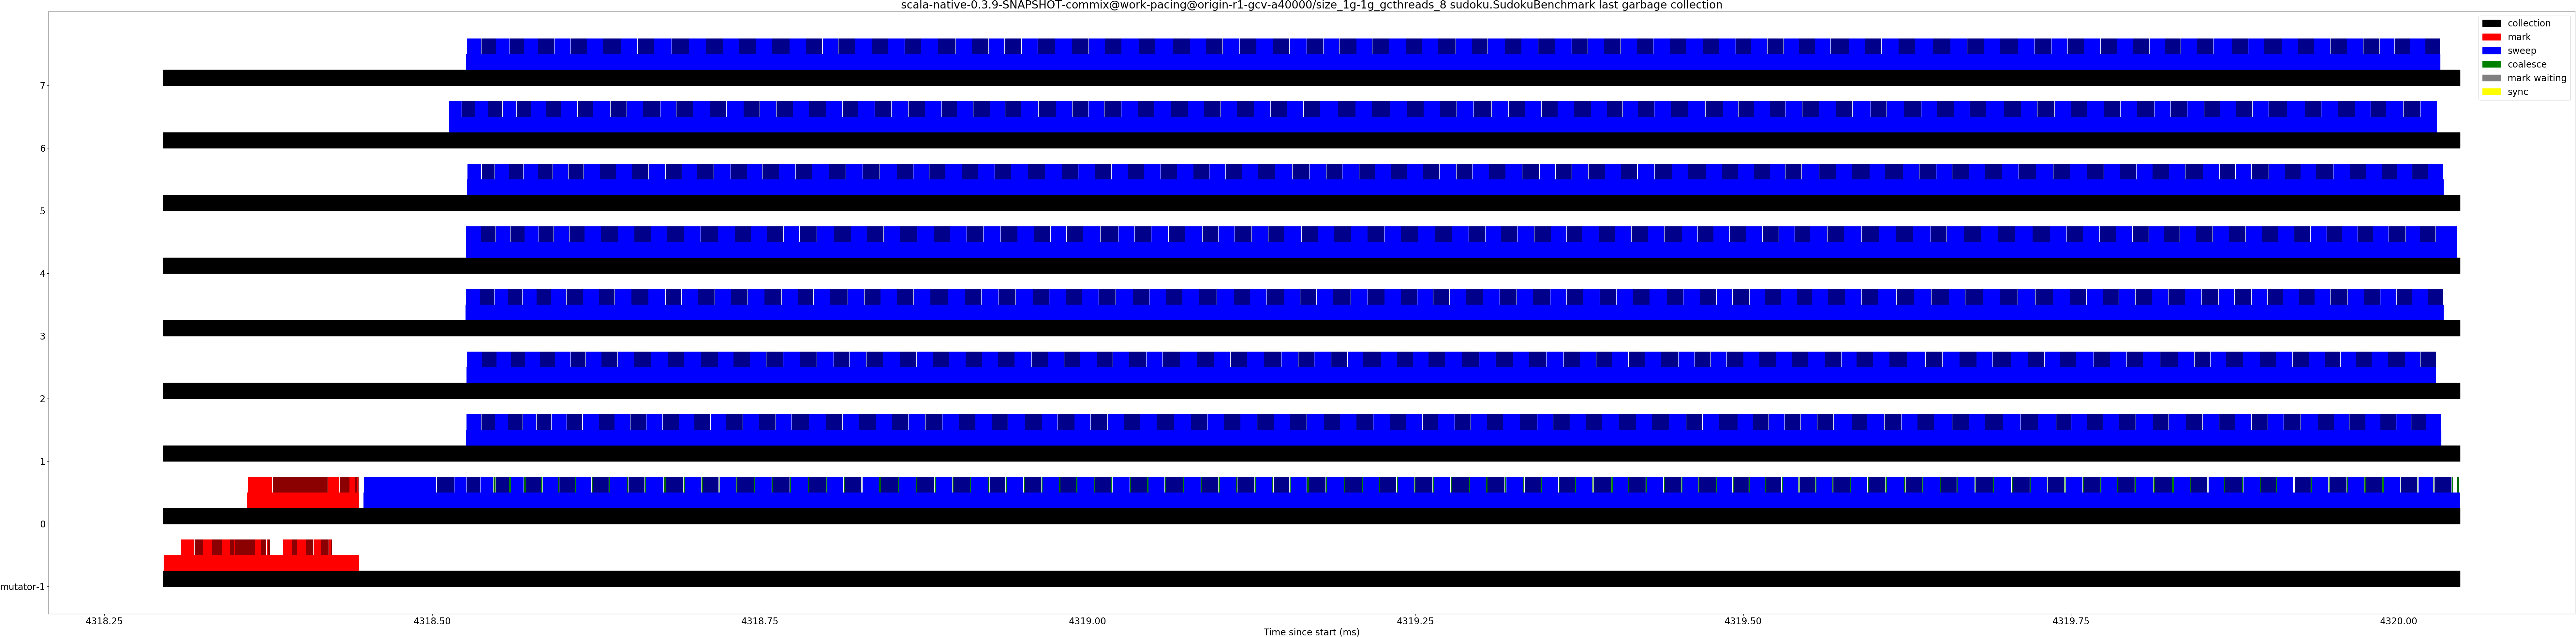 scala-native-0.3.9-SNAPSHOT-commix@work-pacing@origin-r1-gcv-a40000/size_1g-1g_gcthreads_8 sudoku.SudokuBenchmark last garbage collection
collection
mark
sweep
coalesce
mark waiting
sync
7
6
5
4
3
2
1
0
mutator-1
4318.25 4318.50 4318.75 4319.00 4319.25 4319.50 4319.75 4320.00
Time since start (ms)